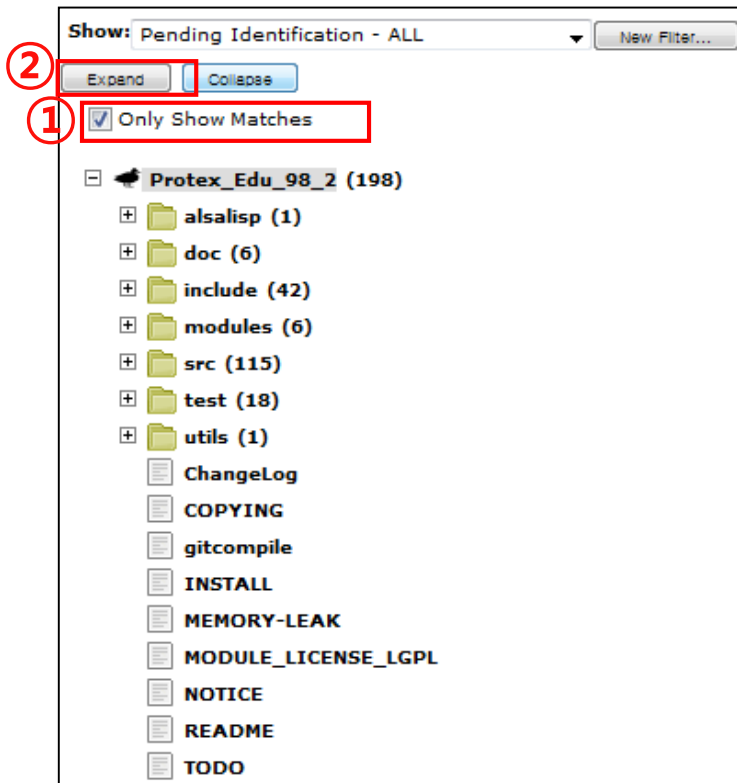 Show: Pending Identification - ALL New Filter...
② Expand Collapse
① Only Show Matches
Protex_Edu_98_2 (198)
alsalisp (1)
doc (6)
include (42)
modules (6)
src (115)
test (18)
utils (1)
ChangeLog
COPYING
gitcompile
INSTALL
MEMORY-LEAK
MODULE_LICENSE_LGPL
NOTICE
README
TODO